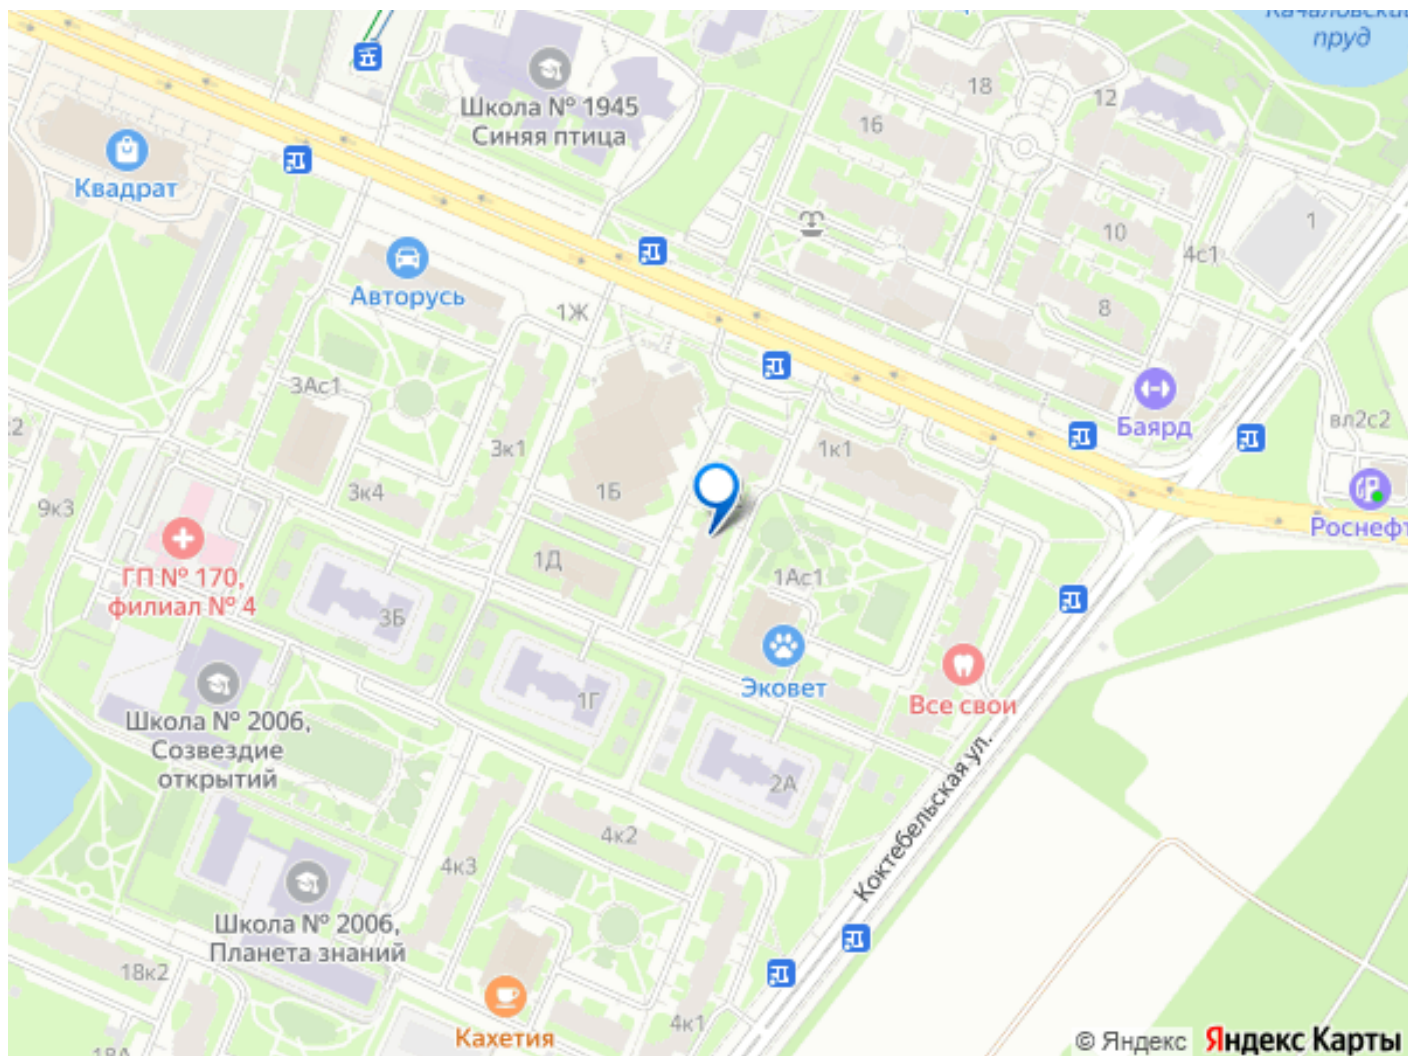 Качаловский
пруд
18
12
Школа № 1945
Синяя птица
16
Квадрат
1
10
4с1
Авторусь
8
1Ж
3Ас1
Баярд
вл2с2
3к1
1к1
3к4
1Б
9к3
Роснефт
1Д
ГП № 170,
филиал № 4
1Ас1
3Б
Эковет
Все свои
1Г
Школа № 2006,
Созвездие
открытий
2А
Коктебельская ул.
4к2
4к3
Школа № 2006,
Планета знаний
18к2
4к1
Кахетия
18А
© Яндекс Яндекс Карты